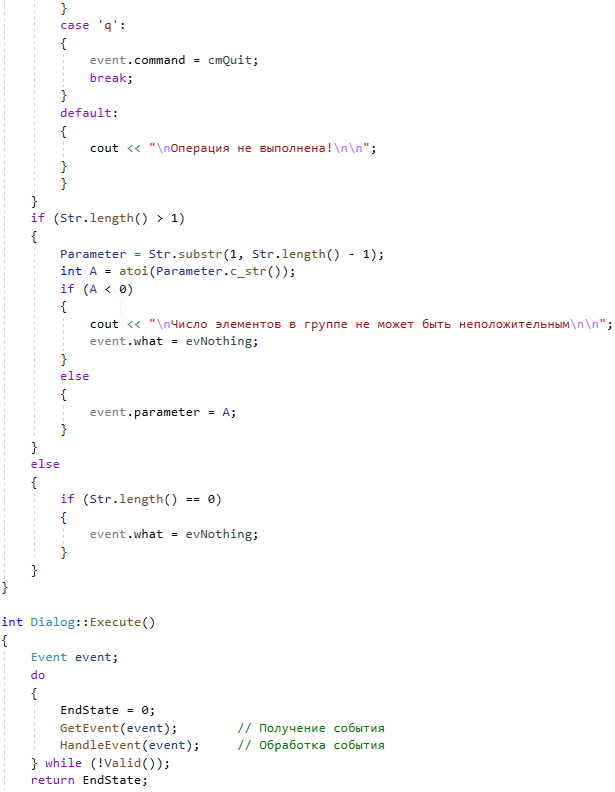 }
        case 'q':
        {
            event.command = cmQuit;
            break;
        }
        default:
        {
            cout << "\nОперация не выполнена!\n\n";
        }
        }
    }
    if (Str.length() > 1)
    {
        Parameter = Str.substr(1, Str.length() - 1);
        int A = atoi(Parameter.c_str());
        if (A < 0)
        {
            cout << "\nЧисло элементов в группе не может быть неположительным\n\n";
            event.what = evNothing;
        }
        else
        {
            event.parameter = A;
        }
    }
    else
    {
        if (Str.length() == 0)
        {
            event.what = evNothing;
        }
    }
}

int Dialog::Execute()
{
    Event event;
    do
    {
        EndState = 0;
        GetEvent(event);        // Получение события
        HandleEvent(event);     // Обработка события
    } while (!Valid());
    return EndState;